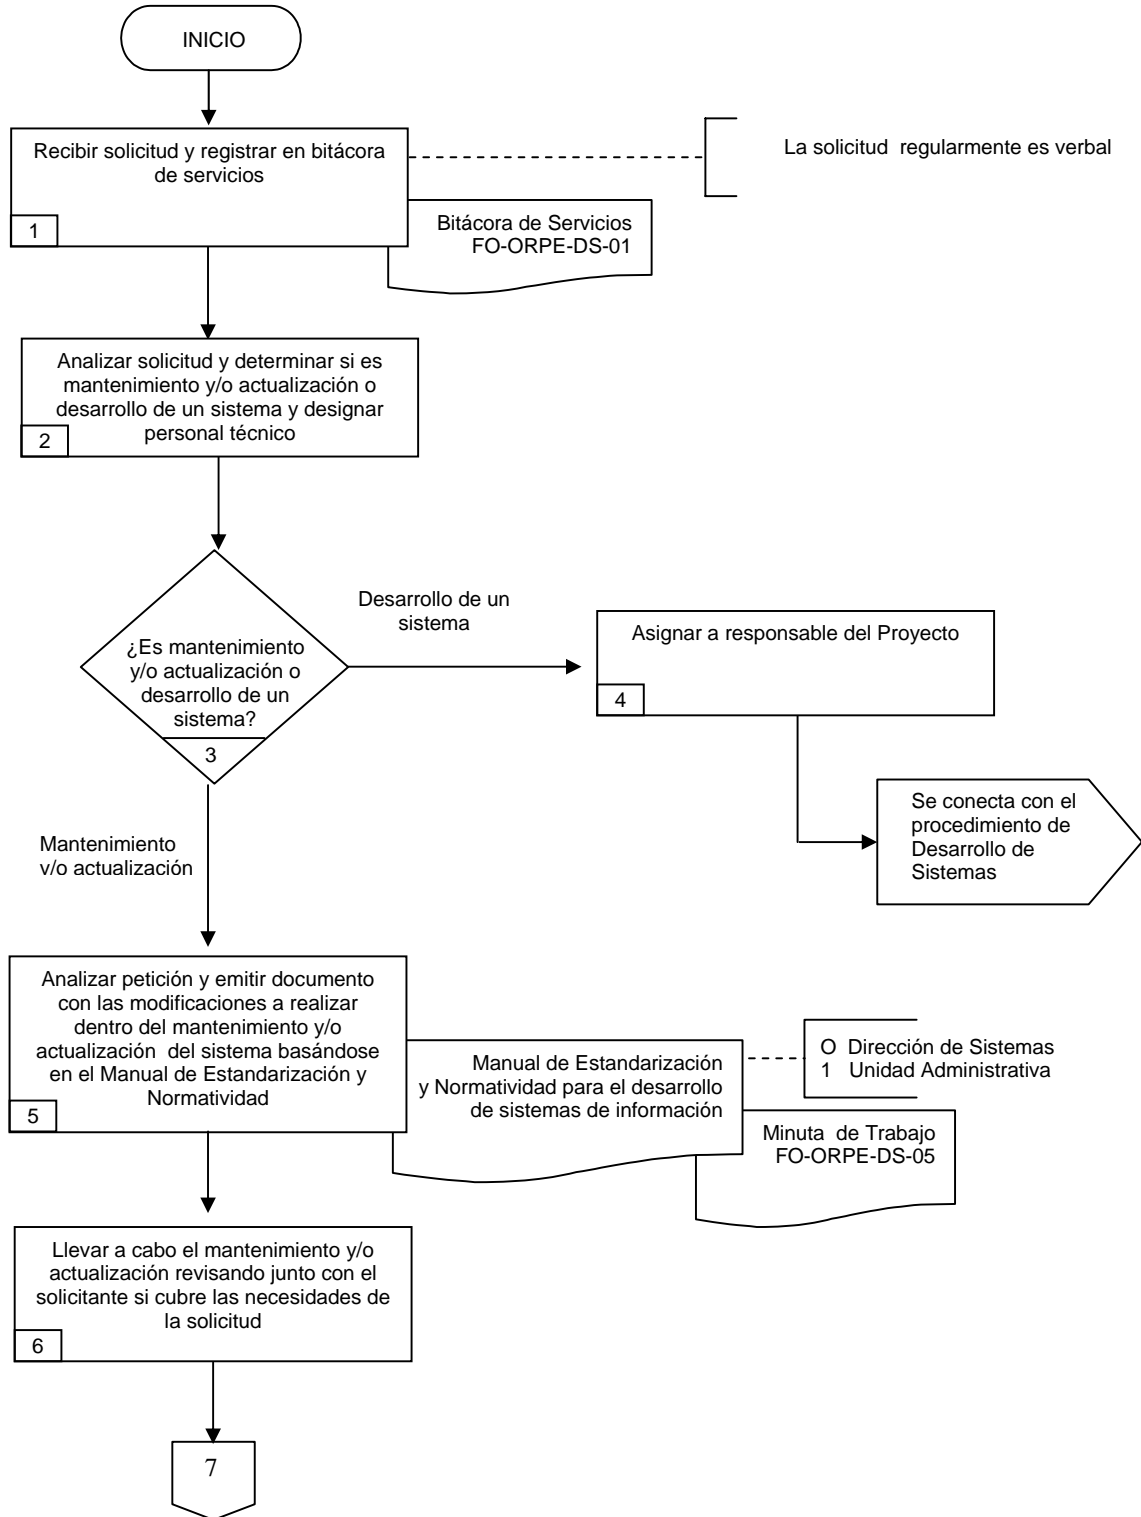 INICIO
Recibir solicitud y registrar en bitácora
de servicios
1
La solicitud regularmente es verbal
Bitácora de Servicios
FO-ORPE-DS-01
Analizar solicitud y determinar si es
mantenimiento y/o actualización o
desarrollo de un sistema y designar
personal técnico
2
¿Es mantenimiento
y/o actualización o
desarrollo de un
sistema?
3
Desarrollo de un
sistema
Asignar a responsable del Proyecto
4
Se conecta con el
procedimiento de
Desarrollo de
Sistemas
Mantenimiento
v/o actualización
Analizar petición y emitir documento
con las modificaciones a realizar
dentro del mantenimiento y/o
actualización del sistema basándose
en el Manual de Estandarización y
Normatividad
5
Manual de Estandarización
y Normatividad para el desarrollo
de sistemas de información
O Dirección de Sistemas
1 Unidad Administrativa
Minuta de Trabajo
FO-ORPE-DS-05
Llevar a cabo el mantenimiento y/o
actualización revisando junto con el
solicitante si cubre las necesidades de
la solicitud
6
7